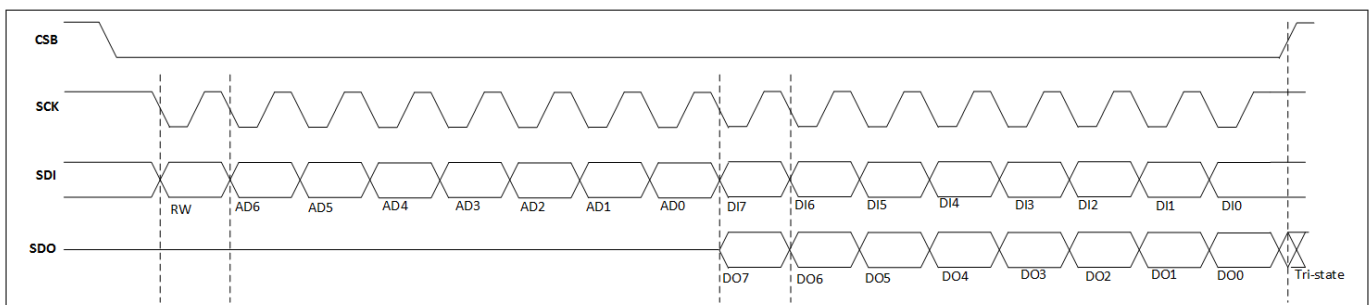 CSB
SCK
SDI
RW AD6 AD5 AD4 AD3 AD2 AD1 AD0 DI7 DI6 DI5 DI4 DI3 DI2 DI1 DI0
SDO
DO7 DO6 DO5 DO4 DO3 DO2 DO1 DO0 Tri-state